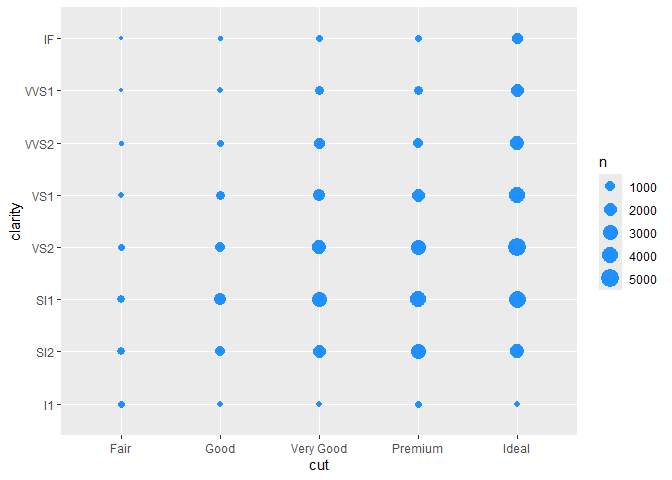 IF
VVS1
VVS2
VS1
VS2
SI1
SI2
I1
clarity
Fair Good Very Good Premium Ideal
cut
n
1000
2000
3000
4000
5000